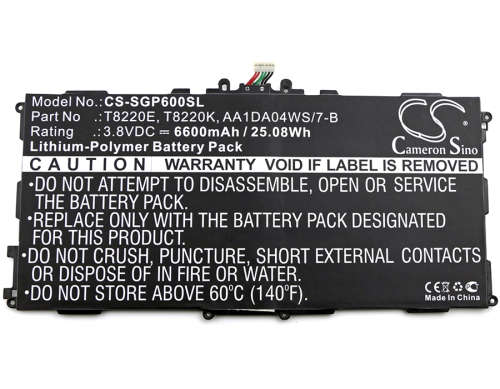 Model No.:CS-SGP600SL
Part No. :T8220E, T8220K, AA1DA04WS/7-B
Rating :3.8VDC⎓ 6600mAh / 25.08Wh
Lithium-Polymer Battery Pack
CS
Cameron Sino
WARRANTY VOID IF LABEL IS REMOVED
•DO NOT ATTEMPT TO DISASSEMBLE, OPEN OR SERVICE
THE BATTERY PACK.
•REPLACE ONLY WITH THE BATTERY PACK DESIGNATED
FOR THIS PRODUCT.
•DO NOT CRUSH, PUNCTURE, SHORT EXTERNAL CONTACTS
OR DISPOSE OF IN FIRE OR WATER.
•DO NOT STORE ABOVE 60℃ (140℉).
CE
Made In China